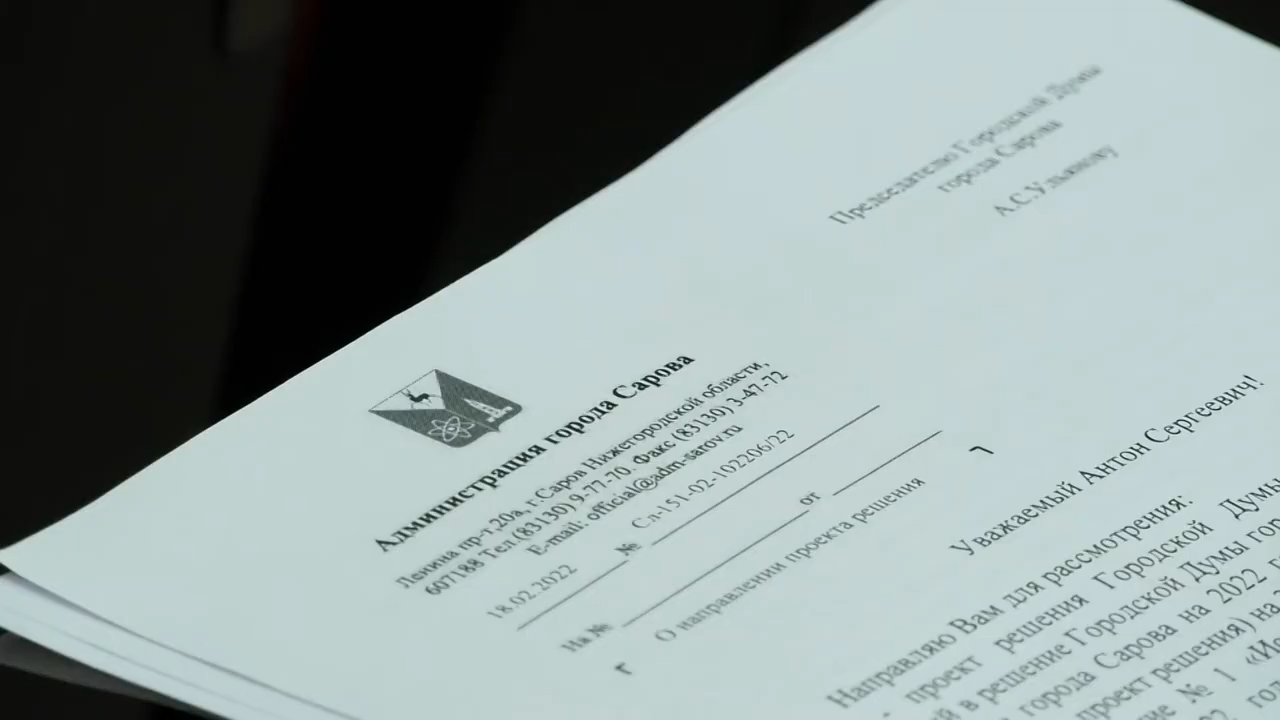 Председателю Городской Думы
города Сарова
А.С.Ульянову
Администрация города Сарова
Ленина пр-т,20а, г.Саров Нижегородской области,
607188 Тел (83130) 9-77-70. Факс (83130) 3-47-72
E-mail: official@adm-sarov.ru
18.02.2022 № Сл-151-02-102206/22
На № от
О направлении проекта решения
Уважаемый Антон Сергеевич!
Направляю Вам для рассмотрения:
проект решения Городской Думы
в решение Городской Думы
города Сарова на 2022
проект решения) на
№ 1